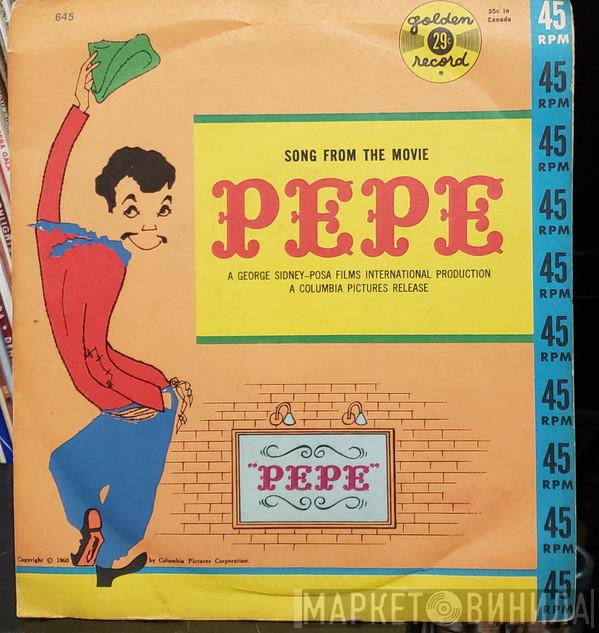 645
golden
29¢
record
®
35c in
Canada
SONG FROM THE MOVIE
PEPE
A GEORGE SIDNEY–POSA FILMS INTERNATIONAL PRODUCTION
A COLUMBIA PICTURES RELEASE
"PEPE"
Copyright © 1960 by Columbia Pictures Corporation.
45
RPM
45
RPM
45
RPM
45
RPM
45
RPM
45
RPM
45
RPM
45
RPM
45
RPM
45
RPM
МАРКЕТ ВИНИЛА